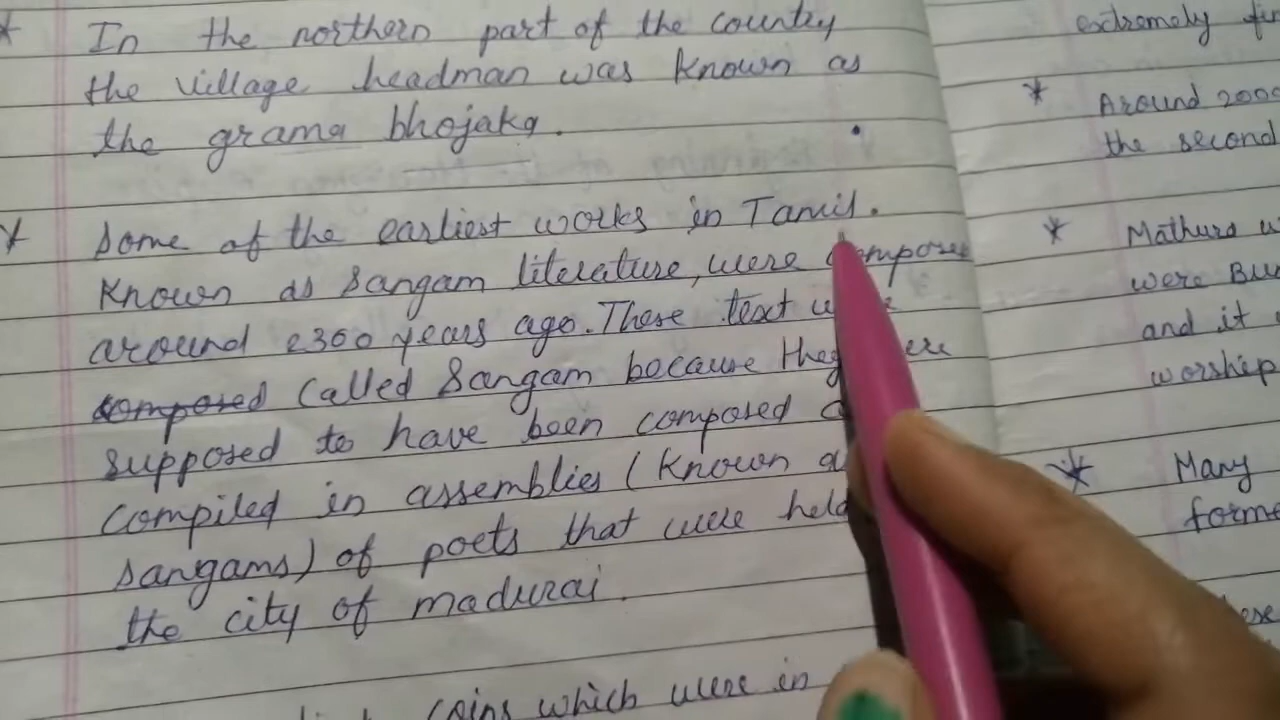 * In the northern part of the country
the village headman was known as
the grama bhojaka.
* Some of the earliest works in Tamil.
Known as Sangam literature, were composed
around 2300 years ago. These text
composed Called Sangam because they
supposed to have been composed
compiled in assemblies (Known
sangams) of poets that were held
the city of madurai.
coins which were in
extremely
* Around
the second
* Mathura
were
and it
worship
* Many